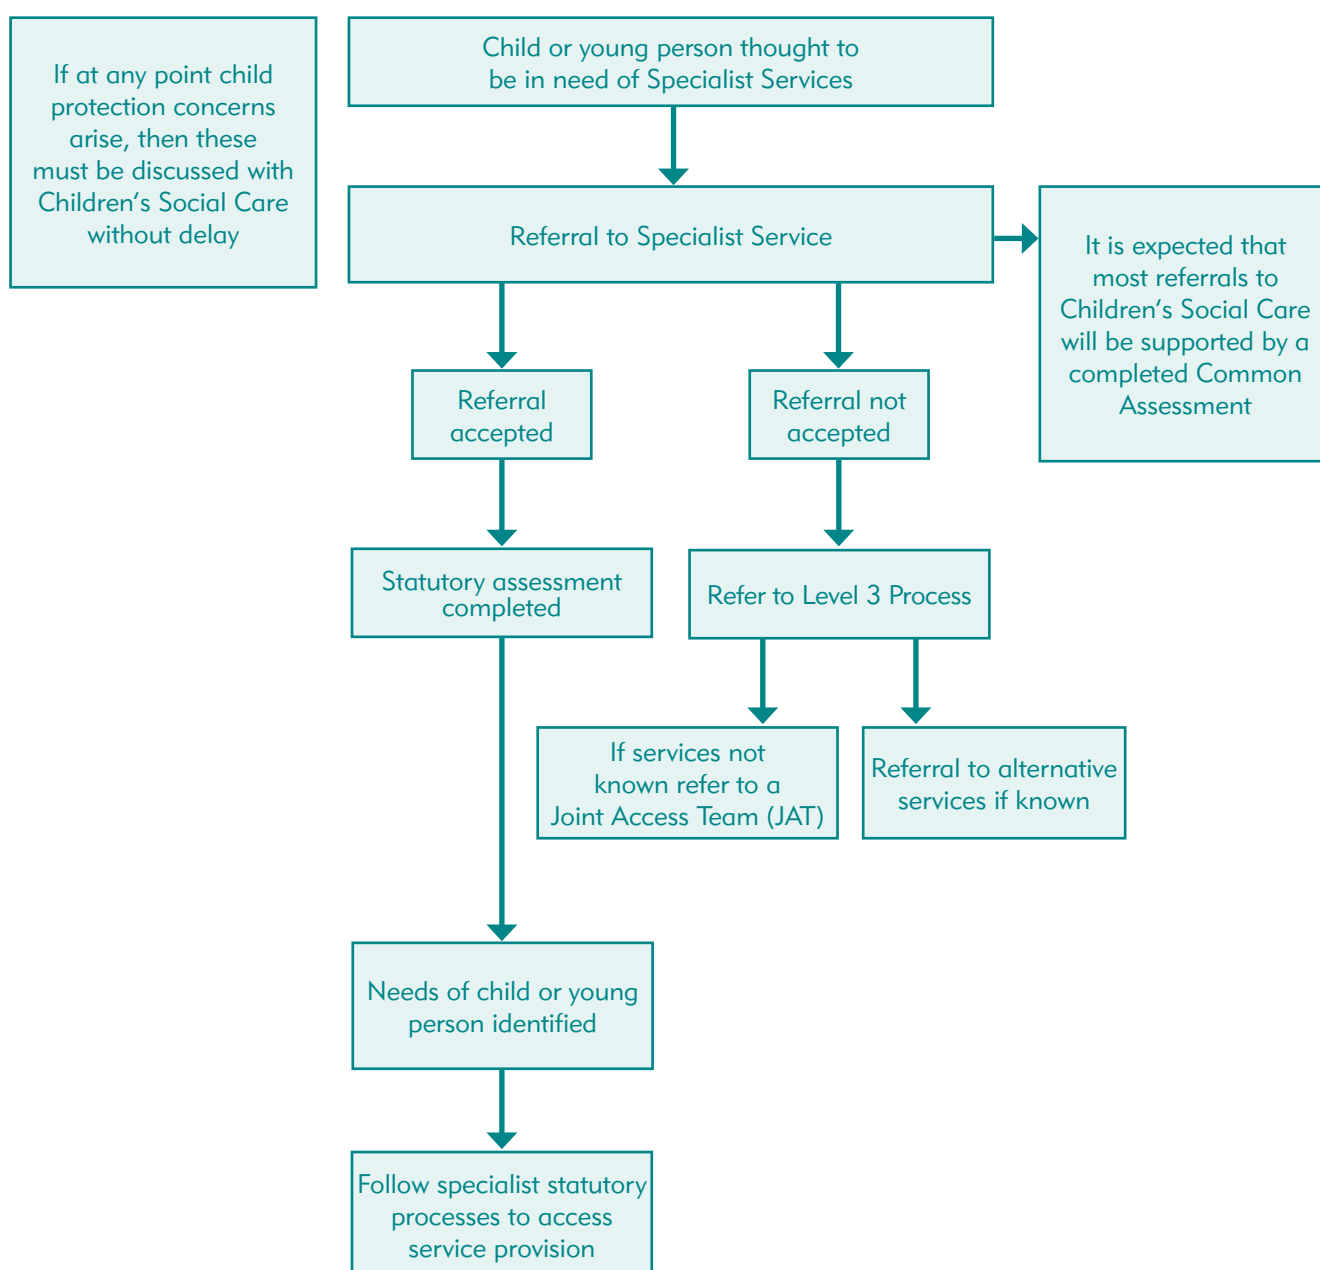 If at any point child
protection concerns
arise, then these
must be discussed with
Children's Social Care
without delay
Child or young person thought to
be in need of Specialist Services
Referral to Specialist Service
It is expected that
most referrals to
Children's Social Care
will be supported by a
completed Common
Assessment
Referral
accepted
Referral not
accepted
Statutory assessment
completed
Refer to Level 3 Process
If services not
known refer to a
Joint Access Team (JAT)
Referral to alternative
services if known
Needs of child or young
person identified
Follow specialist statutory
processes to access
service provision